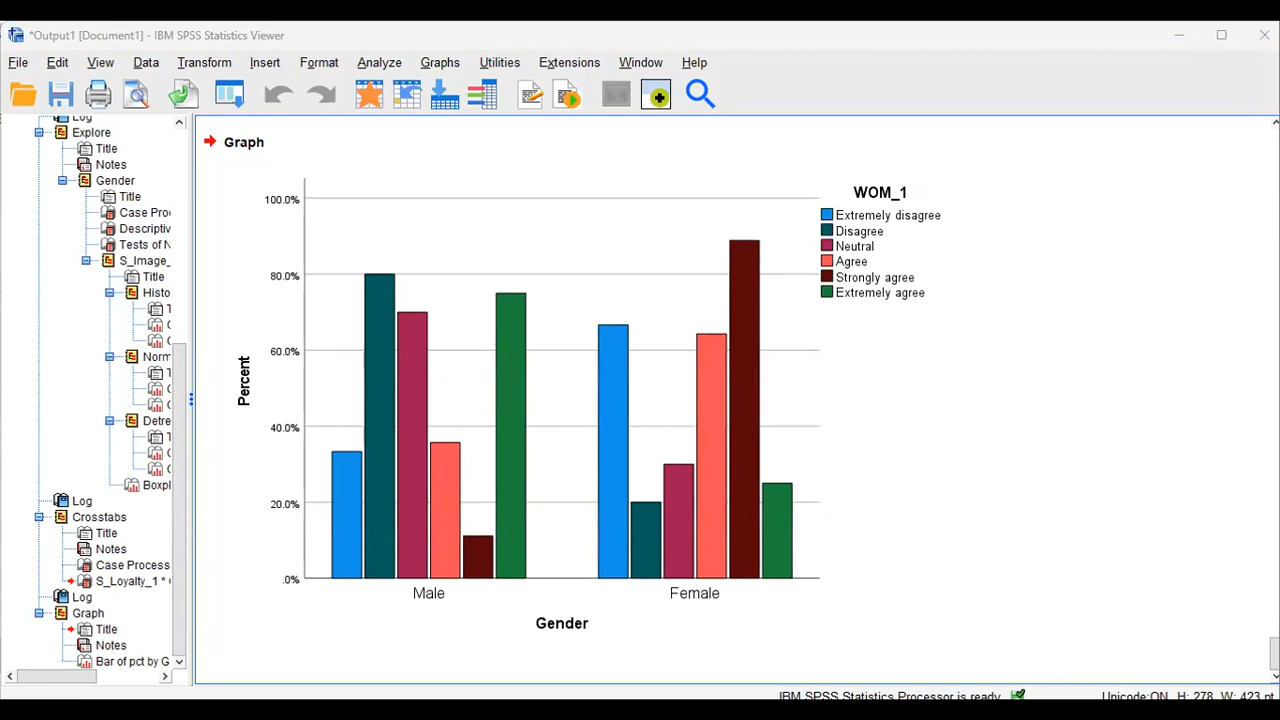 *Output1 [Document1] - IBM SPSS Statistics Viewer
File Edit View Data Transform Insert Format Analyze Graphs Utilities Extensions Window Help
Log
Explore
Title
Notes
Gender
Title
Case Pro
Descriptiv
Tests of N
S_Image_
Title
Histo
Norm
Detre
Boxpl
Log
Crosstabs
Title
Notes
Case Process
S_Loyalty_1 *
Log
Graph
Title
Notes
Bar of pct by G
Graph
WOM_1
Extremely disagree
Disagree
Neutral
Agree
Strongly agree
Extremely agree
Percent
100.0%
80.0%
60.0%
40.0%
20.0%
.0%
Male Female
Gender
IBM SPSS Statistics Processor is ready Unicode:ON H: 278, W: 423 pt